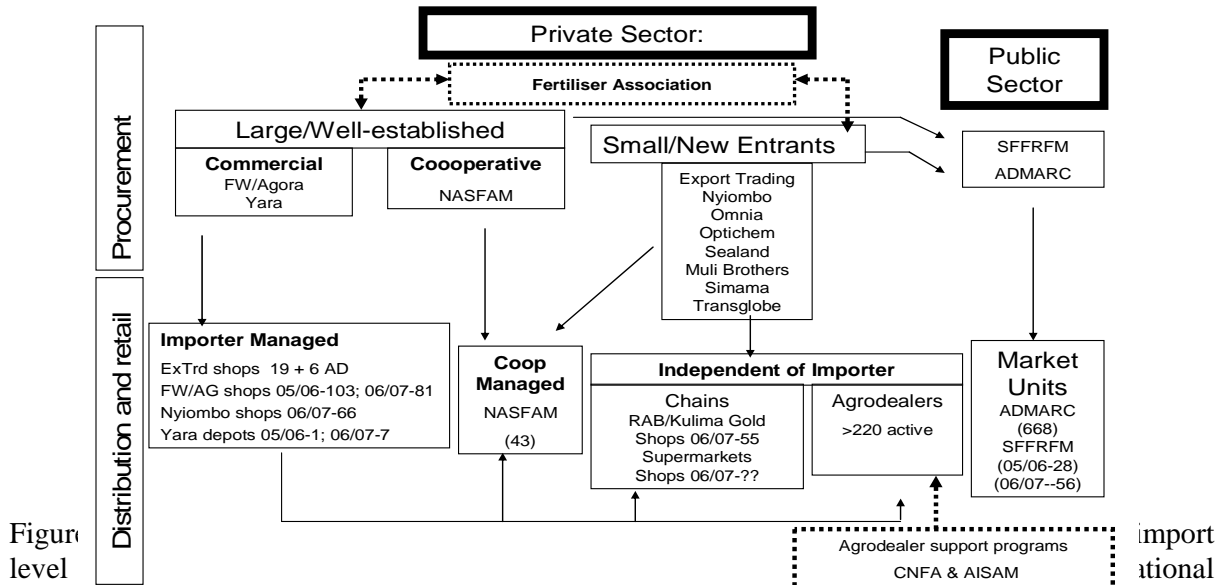 Private Sector:
Public
Sector
Fertiliser Association
Procurement
Large/Well-established
Commercial
FW/Agora
Yara
Coooperative
NASFAM
Small/New Entrants
Export Trading
Nyiombo
Omnia
Optichem
Sealand
Muli Brothers
Simama
Transglobe
SFFRFM
ADMARC
Distribution and retail
Importer Managed
ExTrd shops 19 + 6 AD
FW/AG shops 05/06-103; 06/07-81
Nyiombo shops 06/07-66
Yara depots 05/06-1; 06/07-7
Coop
Managed
NASFAM
(43)
Independent of Importer
Chains
RAB/Kulima Gold
Shops 06/07-55
Supermarkets
Shops 06/07-??
Agrodealers
>220 active
Market
Units
ADMARC
(668)
SFFRFM
(05/06-28)
(06/07--56)
Agrodealer support programs
CNFA & AISAM
import
level